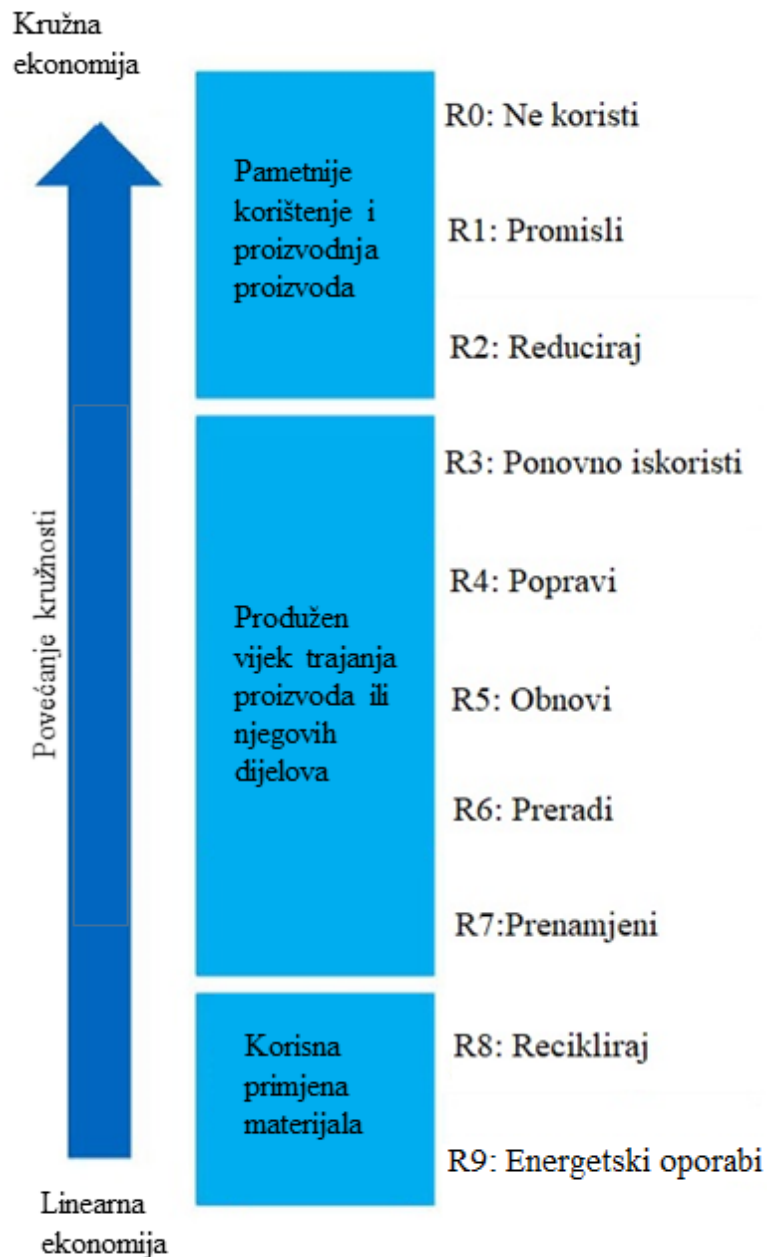 Kružna
ekonomija
Pametnije
korištenje i
proizvodnja
proizvoda
R0: Ne koristi
R1: Promisli
R2: Reduciraj
Povećanje kružnosti
Produžen
vijek trajanja
proizvoda ili
njegovih
dijelova
R3: Ponovno iskoristi
R4: Popravi
R5: Obnovi
R6: Preradi
R7:Prenamjeni
Korisna
primjena
materijala
R8: Recikliraj
R9: Energetski oporabi
Linearna
ekonomija